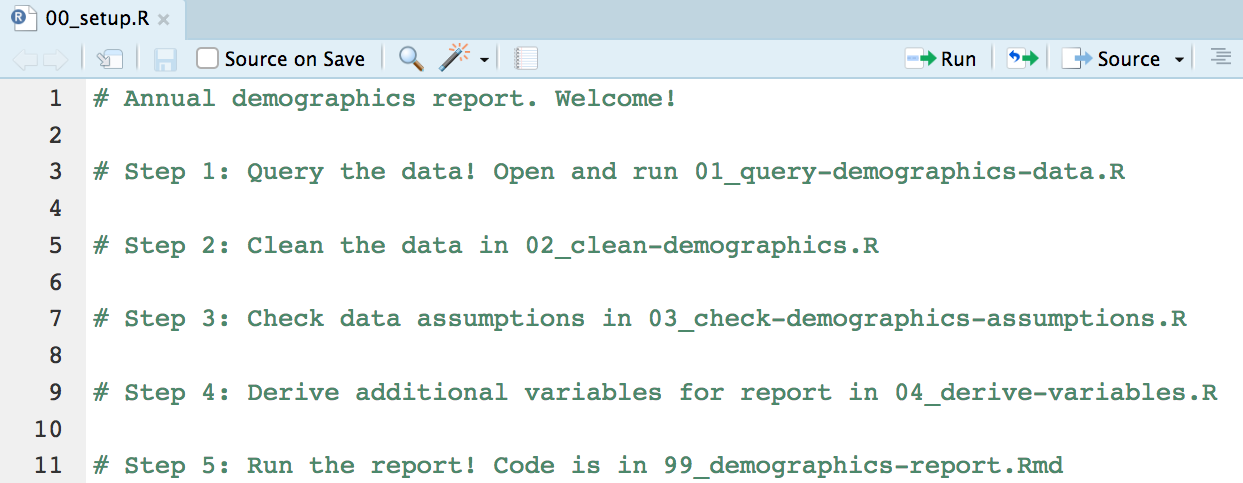 00_setup.R
Source on Save Run Source
1 # Annual demographics report. Welcome!
2
3 # Step 1: Query the data! Open and run 01_query-demographics-data.R
4
5 # Step 2: Clean the data in 02_clean-demographics.R
6
7 # Step 3: Check data assumptions in 03_check-demographics-assumptions.R
8
9 # Step 4: Derive additional variables for report in 04_derive-variables.R
10
11 # Step 5: Run the report! Code is in 99_demographics-report.Rmd